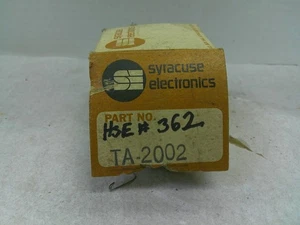 syracuse
electronics
PART NO.
HSE # 362
TA-2002